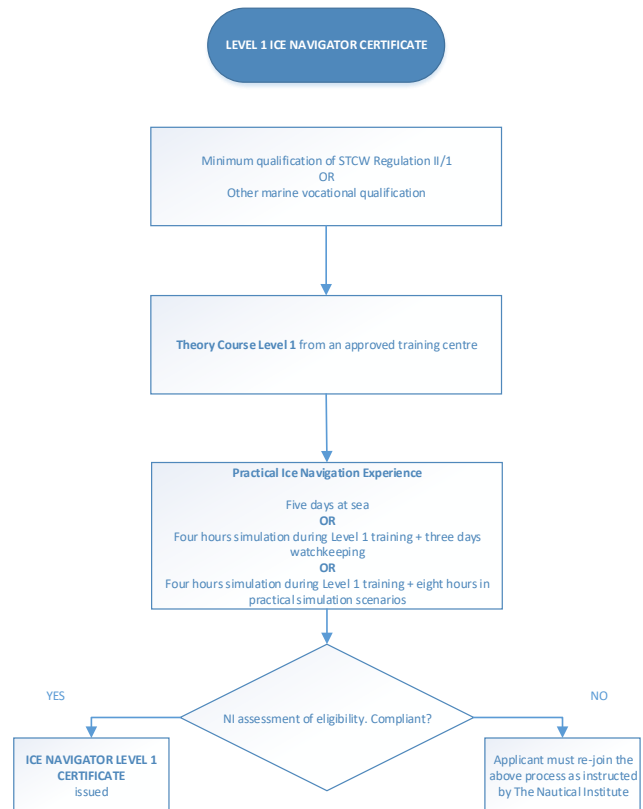 LEVEL 1 ICE NAVIGATOR CERTIFICATE
Minimum qualification of STCW Regulation II/1
OR
Other marine vocational qualification
Theory Course Level 1 from an approved training centre
Practical Ice Navigation Experience
Five days at sea
OR
Four hours simulation during Level 1 training + three days
watchkeeping
OR
Four hours simulation during Level 1 training + eight hours in
practical simulation scenarios
YES
NO
NI assessment of eligibility. Compliant?
ICE NAVIGATOR LEVEL 1
CERTIFICATE
issued
Applicant must re-join the
above process as instructed
by The Nautical Institute